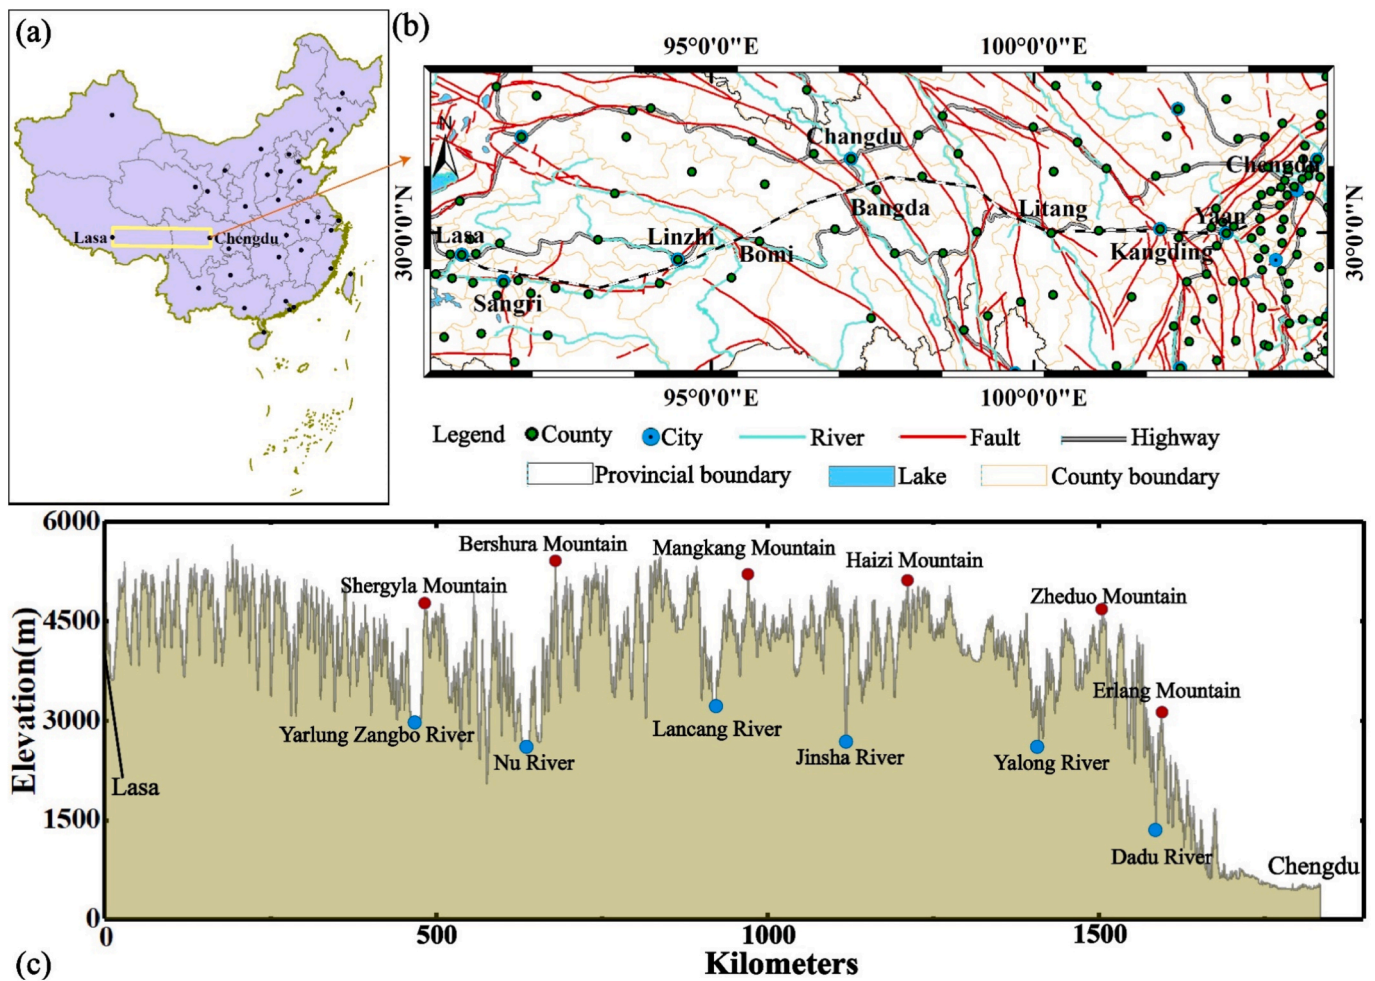 (a)
Lasa
Chengdu
(b)
95°0'0"E
100°0'0"E
30°0'0"N
30°0'0"N
N
Changdu
Chengdu
Bangda
Litang
Yaan
Lasa
Linzhi
Bomi
Kangding
Sangri
95°0'0"E
100°0'0"E
Legend
County
City
River
Fault
Highway
Provincial boundary
Lake
County boundary
6000
4500
3000
1500
0
Elevation(m)
Bershura Mountain
Mangkang Mountain
Haizi Mountain
Shergyla Mountain
Zheduo Mountain
Erlang Mountain
Yarlung Zangbo River
Lancang River
Nu River
Jinsha River
Yalong River
Lasa
Dadu River
Chengdu
0
500
1000
1500
Kilometers
(c)